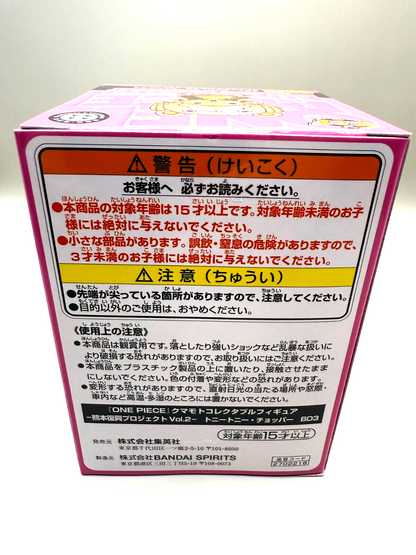 ⚠ 警告（けいこく）
お客様へ 必ずお読みください。
●本商品の対象年齢は15才以上です。対象年齢未満のお子
様には絶対に与えないでください。
●小さな部品があります。誤飲・窒息の危険がありますので、
3才未満のお子様には絶対に与えないでください。
⚠ 注意（ちゅうい）
●先端が尖っている箇所がありますので、注意してください。
●目的以外のご使用は、おやめください。
《使用上の注意》
●本商品は観賞用です。落としたり強いショックなど乱暴な扱いに
より破損する恐れがありますので、お取り扱いにはご注意ください。
●本商品をプラスチック製品の上に置いたり、接触させたまま
にしないでください。色の付着や変形などの恐れがあります。
●変形する恐れがありますので、直射日光の当たる場所や窓際・
車内など高温・多湿のところには置かないでください。
「ONE PIECE」クマモトコレクタブルフィギュア
-熊本復興プロジェクト Vol.2- トニートニー・チョッパー BD3
発売元 株式会社集英社
東京都千代田区一ツ橋2-5-10 〒101-8050
対象年齢15才以上
製造元 株式会社BANDAI SPIRITS
東京都港区三田三丁目5-19 〒108-0073
商品コード
2702218